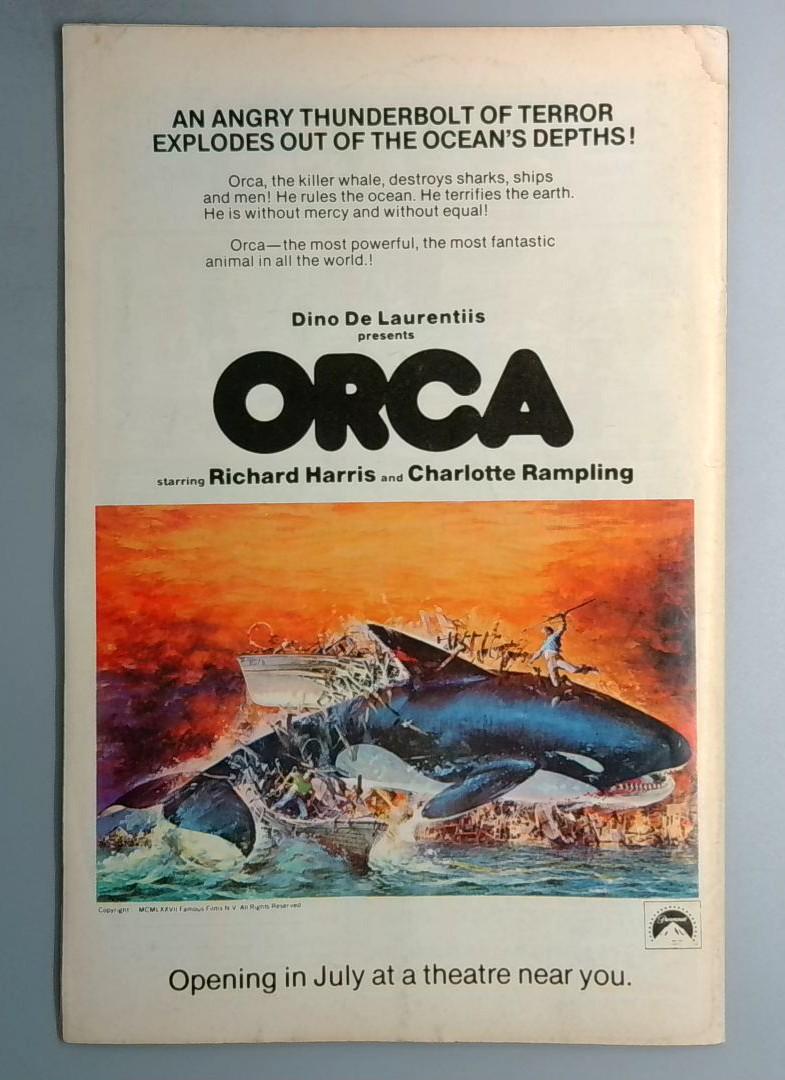 AN ANGRY THUNDERBOLT OF TERROR
EXPLODES OUT OF THE OCEAN'S DEPTHS!
Orca, the killer whale, destroys sharks, ships
and men! He rules the ocean. He terrifies the earth.
He is without mercy and without equal!
Orca—the most powerful, the most fantastic
animal in all the world.!
Dino De Laurentiis
presents
ORCA
starring Richard Harris and Charlotte Rampling
Copyright MCMLXXVII Famous Films N.V. All Rights Reserved
Paramount
Opening in July at a theatre near you.